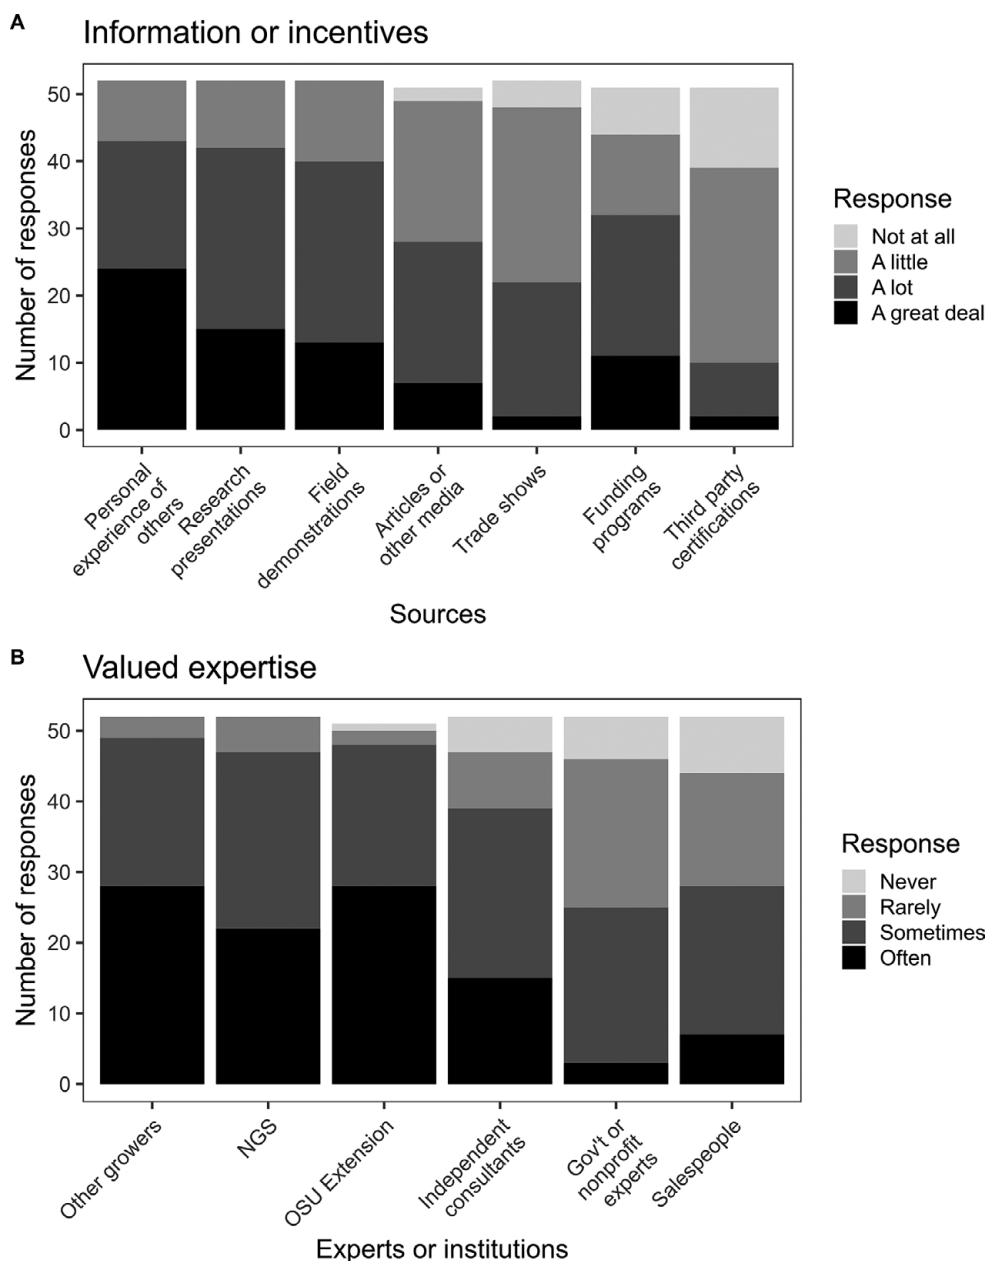 A
Information or incentives
Number of responses
50
40
30
20
10
0
Personal
experience of
others
Research
presentations
Field
demonstrations
Articles or
other media
Trade shows
Funding
programs
Third party
certifications
Sources
Response
Not at all
A little
A lot
A great deal
B
Valued expertise
Number of responses
50
40
30
20
10
0
Other growers
NGS
OSU Extension
Independent
consultants
Gov't or
nonprofit
experts
Salespeople
Experts or institutions
Response
Never
Rarely
Sometimes
Often